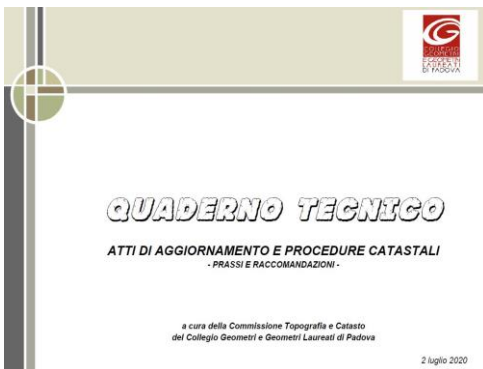 COLLEGIO
GEOMETRI
E GEOMETRI
LAUREATI
DI PADOVA
QUADERNO TECNICO
ATTI DI AGGIORNAMENTO E PROCEDURE CATASTALI
- PRASSI E RACCOMANDAZIONI -
a cura della Commissione Topografia e Catasto
del Collegio Geometri e Geometri Laureati di Padova
2 luglio 2020